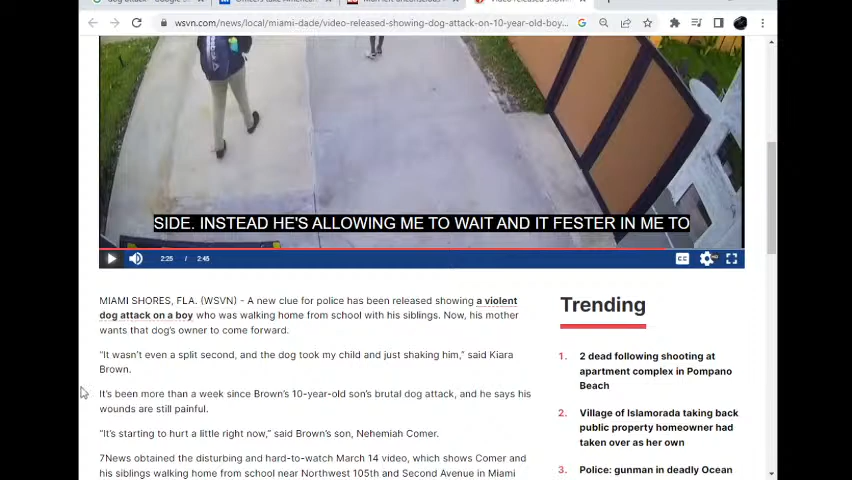 wsvn.com/news/local/miami-dade/video-released-showing-dog-attack-on-10-year-old-boy...
SIDE. INSTEAD HE'S ALLOWING ME TO WAIT AND IT FESTER IN ME TO
2:25 / 2:45
CC
MIAMI SHORES, FLA. (WSVN) - A new clue for police has been released showing a violent
dog attack on a boy who was walking home from school with his siblings. Now, his mother
wants that dog's owner to come forward.
"It wasn't even a split second, and the dog took my child and just shaking him," said Kiara
Brown.
It's been more than a week since Brown's 10-year-old son's brutal dog attack, and he says his
wounds are still painful.
"It's starting to hurt a little right now," said Brown's son, Nehemiah Comer.
7News obtained the disturbing and hard-to-watch March 14 video, which shows Comer and
his siblings walking home from school near Northwest 105th and Second Avenue in Miami
Trending
1. 2 dead following shooting at
apartment complex in Pompano
Beach
2. Village of Islamorada taking back
public property homeowner had
taken over as her own
3. Police: gunman in deadly Ocean